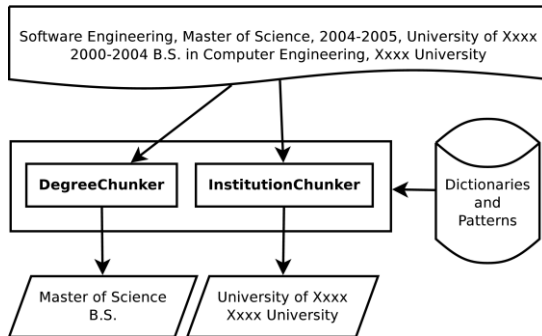 Software Engineering, Master of Science, 2004-2005, University of Xxxx
2000-2004 B.S. in Computer Engineering, Xxxx University
DegreeChunker
InstitutionChunker
Dictionaries
and
Patterns
Master of Science
B.S.
University of Xxxx
Xxxx University